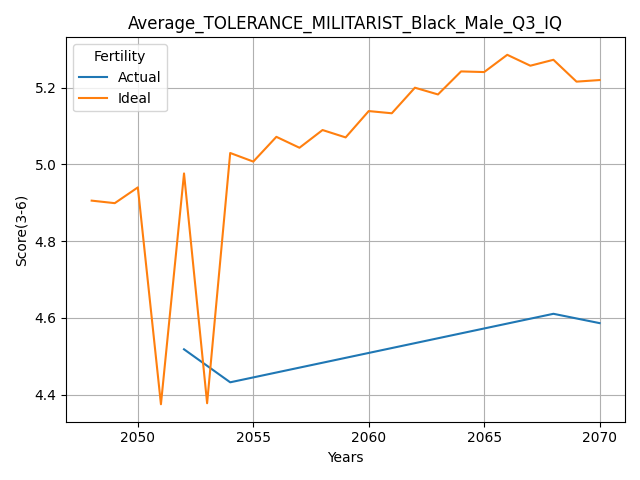 Average_TOLERANCE_MILITARIST_Black_Male_Q3_IQ
Fertility
Actual
Ideal
Score(3-6)
5.2
5.0
4.8
4.6
4.4
2050 2055 2060 2065 2070
Years